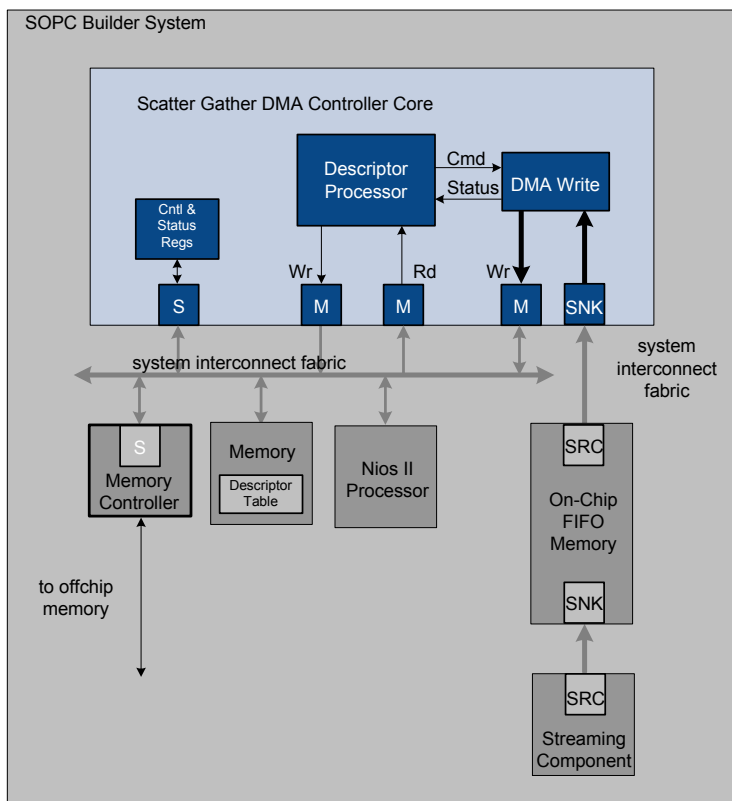 SOPC Builder System
Scatter Gather DMA Controller Core
Descriptor
Processor
Cmd
Status
DMA Write
Cntl &
Status
Regs
Wr
Rd
Wr
S
M
M
M
SNK
system interconnect fabric
system
interconnect
fabric
S
Memory
Controller
Memory
Descriptor
Table
Nios II
Processor
SRC
On-Chip
FIFO
Memory
SNK
to offchip
memory
SRC
Streaming
Component